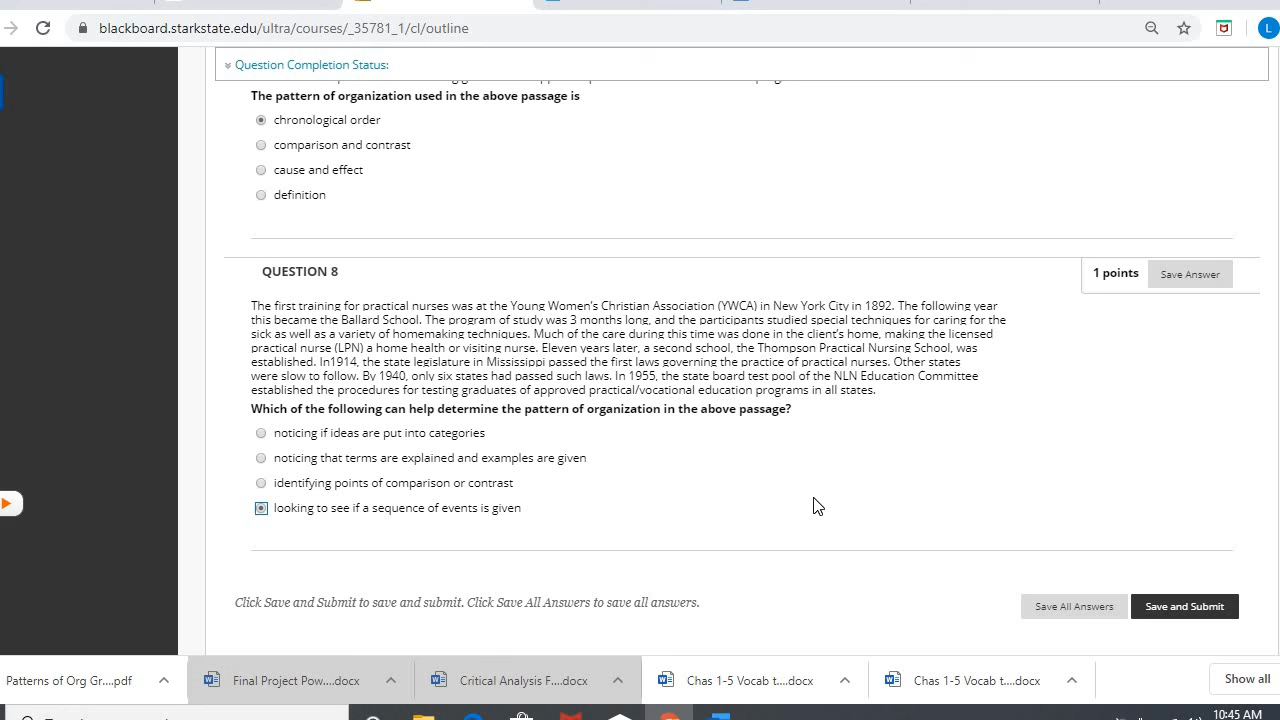 blackboard.starkstate.edu/ultra/courses/_35781_1/cl/outline
L
Question Completion Status:
The pattern of organization used in the above passage is
chronological order
comparison and contrast
cause and effect
definition
QUESTION 8
1 points
Save Answer
The first training for practical nurses was at the Young Women's Christian Association (YWCA) in New York City in 1892. The following year
this became the Ballard School. The program of study was 3 months long, and the participants studied special techniques for caring for the
sick as well as a variety of homemaking techniques. Much of the care during this time was done in the client's home, making the licensed
practical nurse (LPN) a home health or visiting nurse. Eleven years later, a second school, the Thompson Practical Nursing School, was
established. In1914, the state legislature in Mississippi passed the first laws governing the practice of practical nurses. Other states
were slow to follow. By 1940, only six states had passed such laws. In 1955, the state board test pool of the NLN Education Committee
established the procedures for testing graduates of approved practical/vocational education programs in all states.
Which of the following can help determine the pattern of organization in the above passage?
noticing if ideas are put into categories
noticing that terms are explained and examples are given
identifying points of comparison or contrast
looking to see if a sequence of events is given
Click Save and Submit to save and submit. Click Save All Answers to save all answers.
Save All Answers
Save and Submit
Patterns of Org Gr....pdf
Final Project Pow....docx
Critical Analysis F....docx
Chas 1-5 Vocab t....docx
Chas 1-5 Vocab t....docx
Show all
10:45 AM